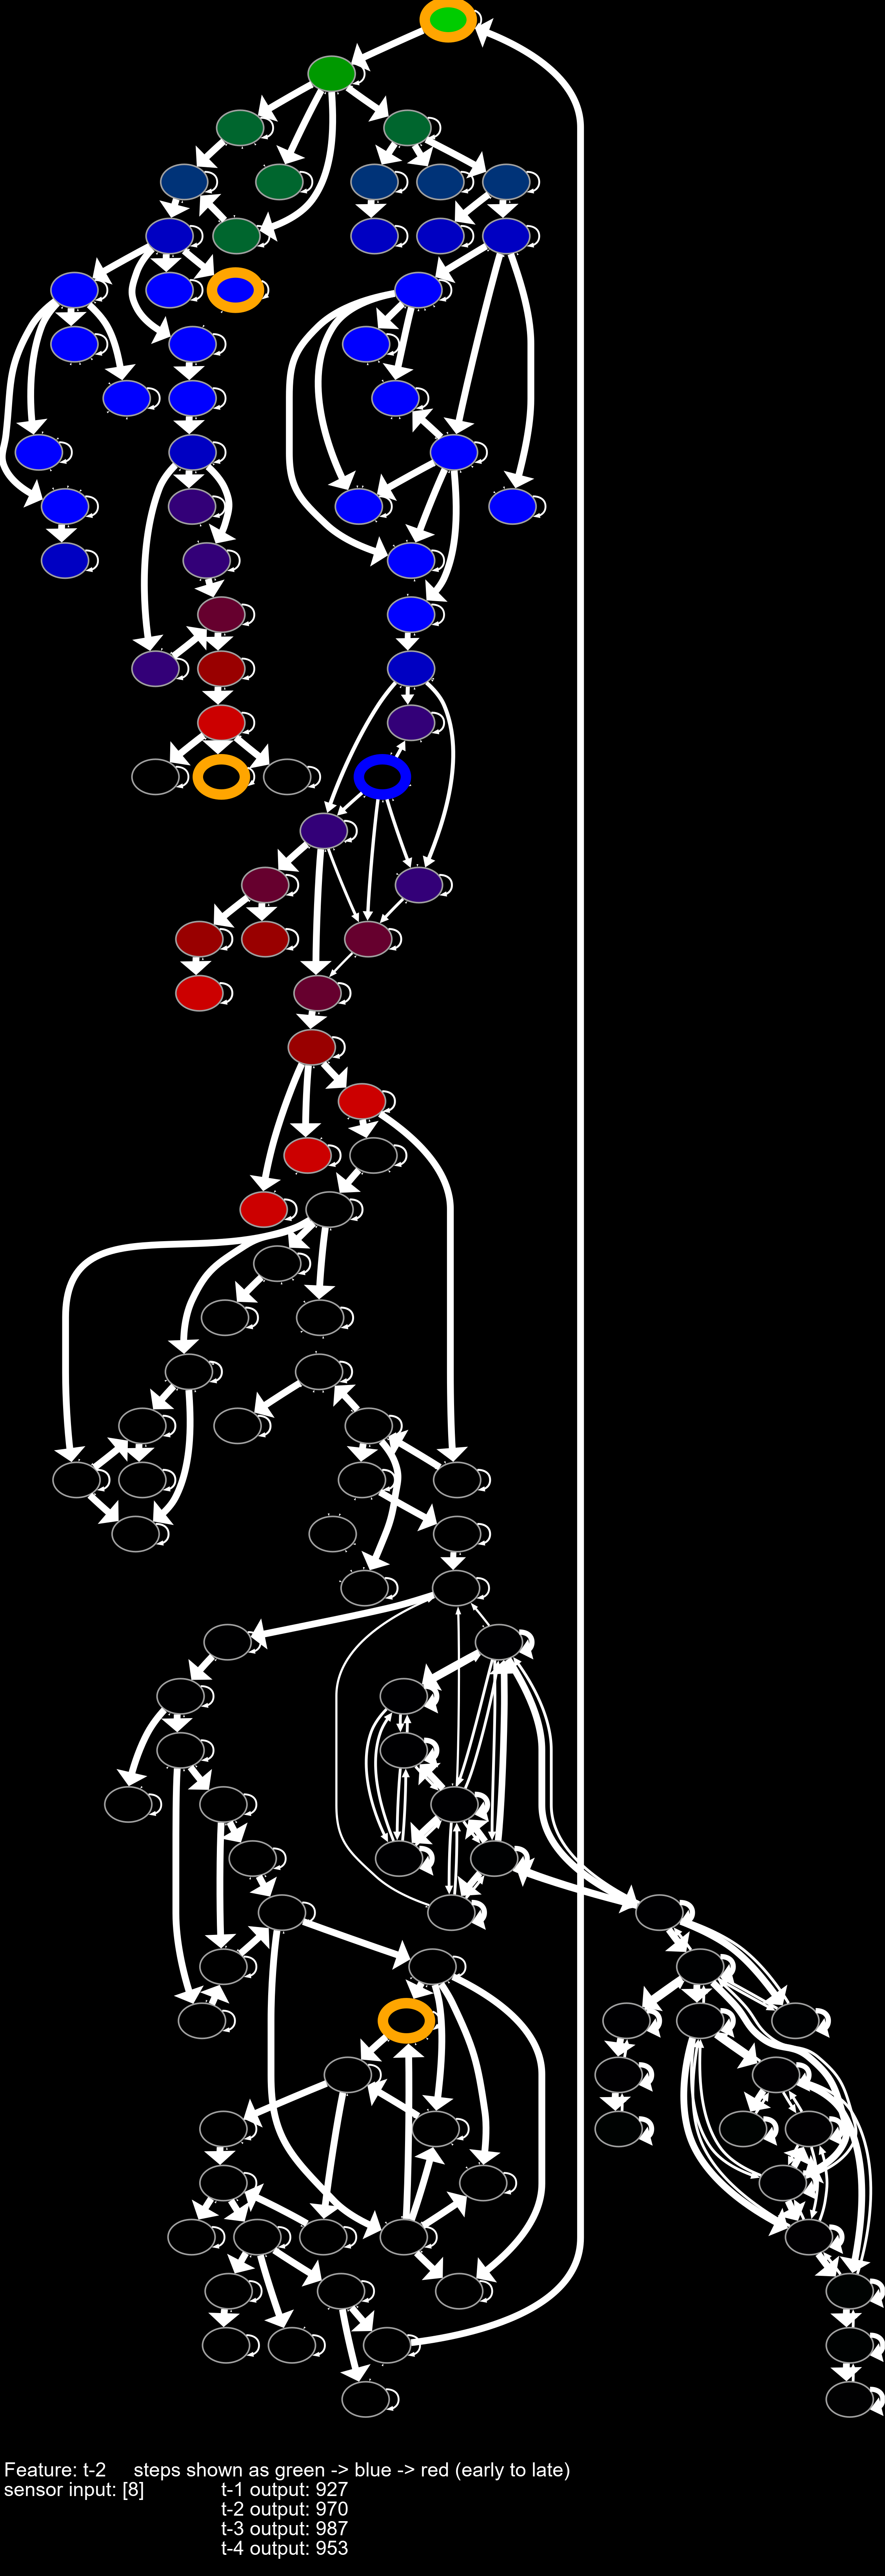 Feature: t-2 steps shown as green -> blue -> red (early to late)
sensor input: [8] t-1 output: 927
t-2 output: 970
t-3 output: 987
t-4 output: 953